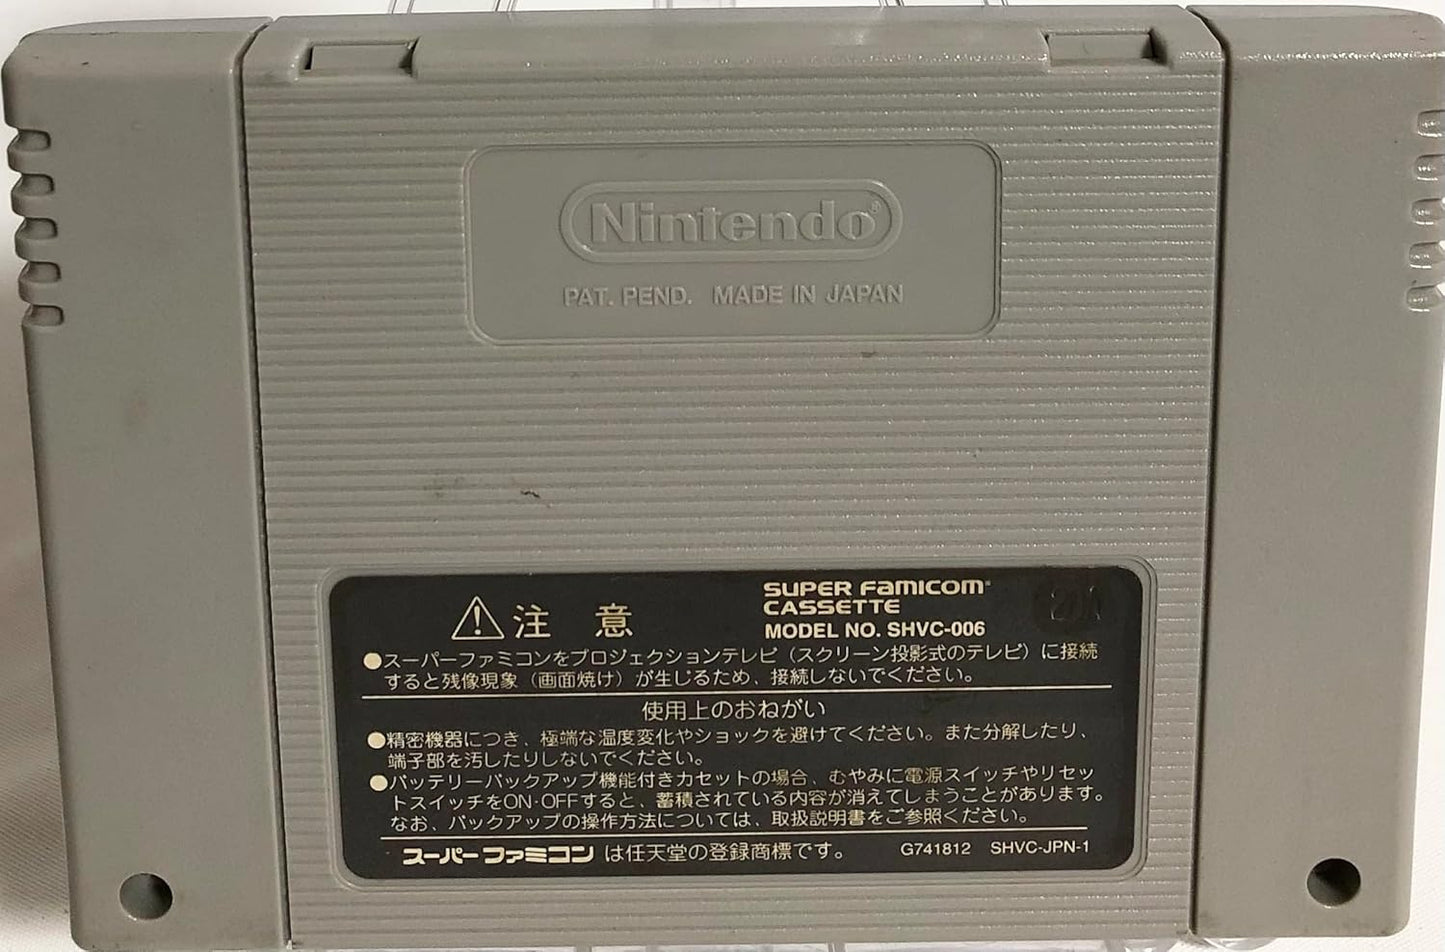 Nintendo®
PAT. PEND. MADE IN JAPAN
注意
SUPER FAMICOM
CASSETTE
MODEL NO. SHVC-006
●スーパーファミコンをプロジェクションテレビ（スクリーン投影式のテレビ）に接続
すると残像現象（画面焼け）が生じるため、接続しないでください。
使用上のおねがい
●精密機器につき、極端な温度変化やショックを避けてください。また分解したり、
端子部を汚したりしないでください。
●バッテリーバックアップ機能付きカセットの場合、むやみに電源スイッチやリセッ
トスイッチをON·OFFすると、蓄積されている内容が消えてしまうことがあります。
なお、バックアップの操作方法については、取扱説明書をご参照ください。
スーパーファミコンは任天堂の登録商標です。
G741812 SHVC-JPN-1